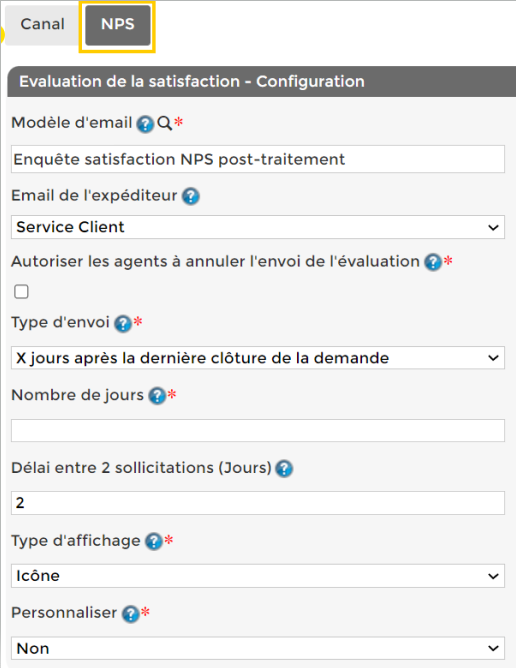 Canal NPS
Evaluation de la satisfaction - Configuration
Modèle d'email ? *
Enquête satisfaction NPS post-traitement
Email de l'expéditeur ?
Service Client
Autoriser les agents à annuler l'envoi de l'évaluation ? *
Type d'envoi ? *
X jours après la dernière clôture de la demande
Nombre de jours ? *
Délai entre 2 sollicitations (Jours) ?
2
Type d'affichage ? *
Icône
Personnaliser ? *
Non